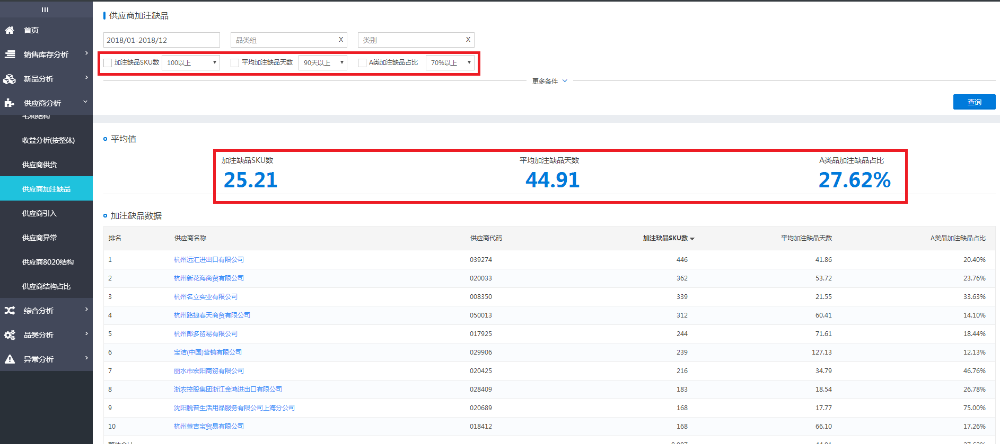 首页
销售库存分析
新品分析
供应商分析
毛利结构
收益分析(按整体)
供应商供货
供应商加注缺品
供应商引入
供应商异常
供应商8020结构
供应商结构占比
综合分析
品类分析
异常分析
供应商加注缺品
2018/01-2018/12 品类组 X 类别 X
加注缺品SKU数 100以上 平均加注缺品天数 90天以上 A类加注缺品占比 70%以上
更多条件
查询
平均值
加注缺品SKU数 平均加注缺品天数 A类品加注缺品占比
25.21 44.91 27.62%
加注缺品数据
排名 供应商名称 供应商代码 加注缺品SKU数 平均加注缺品天数 A类品加注缺品占比
1 杭州远汇进出口有限公司 039274 446 41.86 20.40%
2 杭州新花海商贸有限公司 020033 362 53.72 23.76%
3 杭州名立实业有限公司 008350 339 21.55 33.63%
4 杭州路捷春天商贸有限公司 050013 312 60.41 14.10%
5 杭州郎多贸易有限公司 017925 244 71.61 18.44%
6 宝洁(中国)营销有限公司 029906 239 127.13 12.13%
7 丽水市宏阳商贸有限公司 020425 216 34.79 46.76%
8 浙农控股集团浙江金鸿进出口有限公司 028409 183 18.54 26.78%
9 沈阳脱普生活用品服务有限公司上海分公司 020689 168 17.77 75.00%
10 杭州萱吉宝贸易有限公司 018412 168 66.10 17.26%